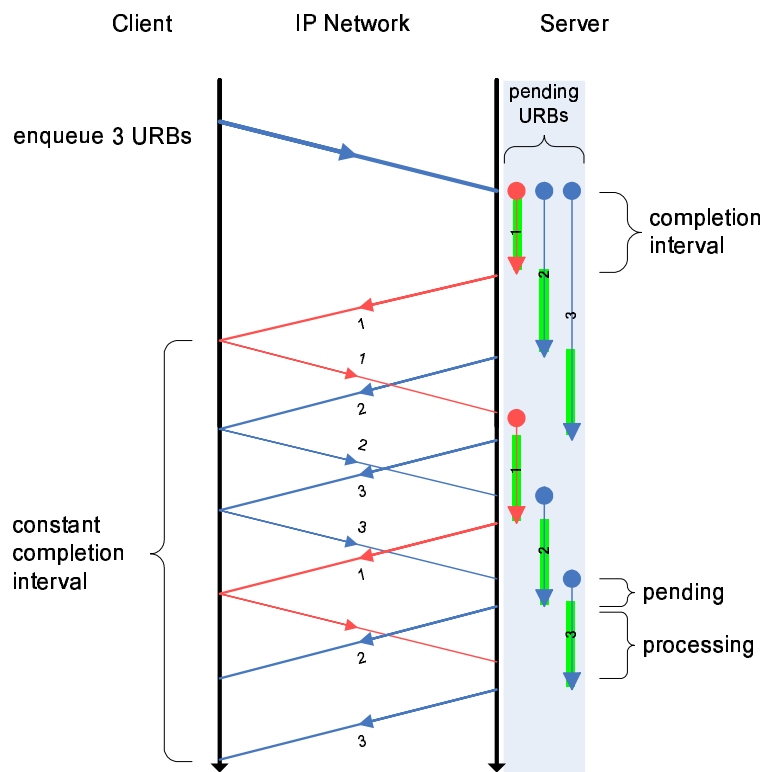 Client
IP Network
Server
pending
URBs
enqueue 3 URBs
completion
interval
1
2
3
1
1
2
2
3
3
1
2
3
1
2
3
constant
completion
interval
pending
processing